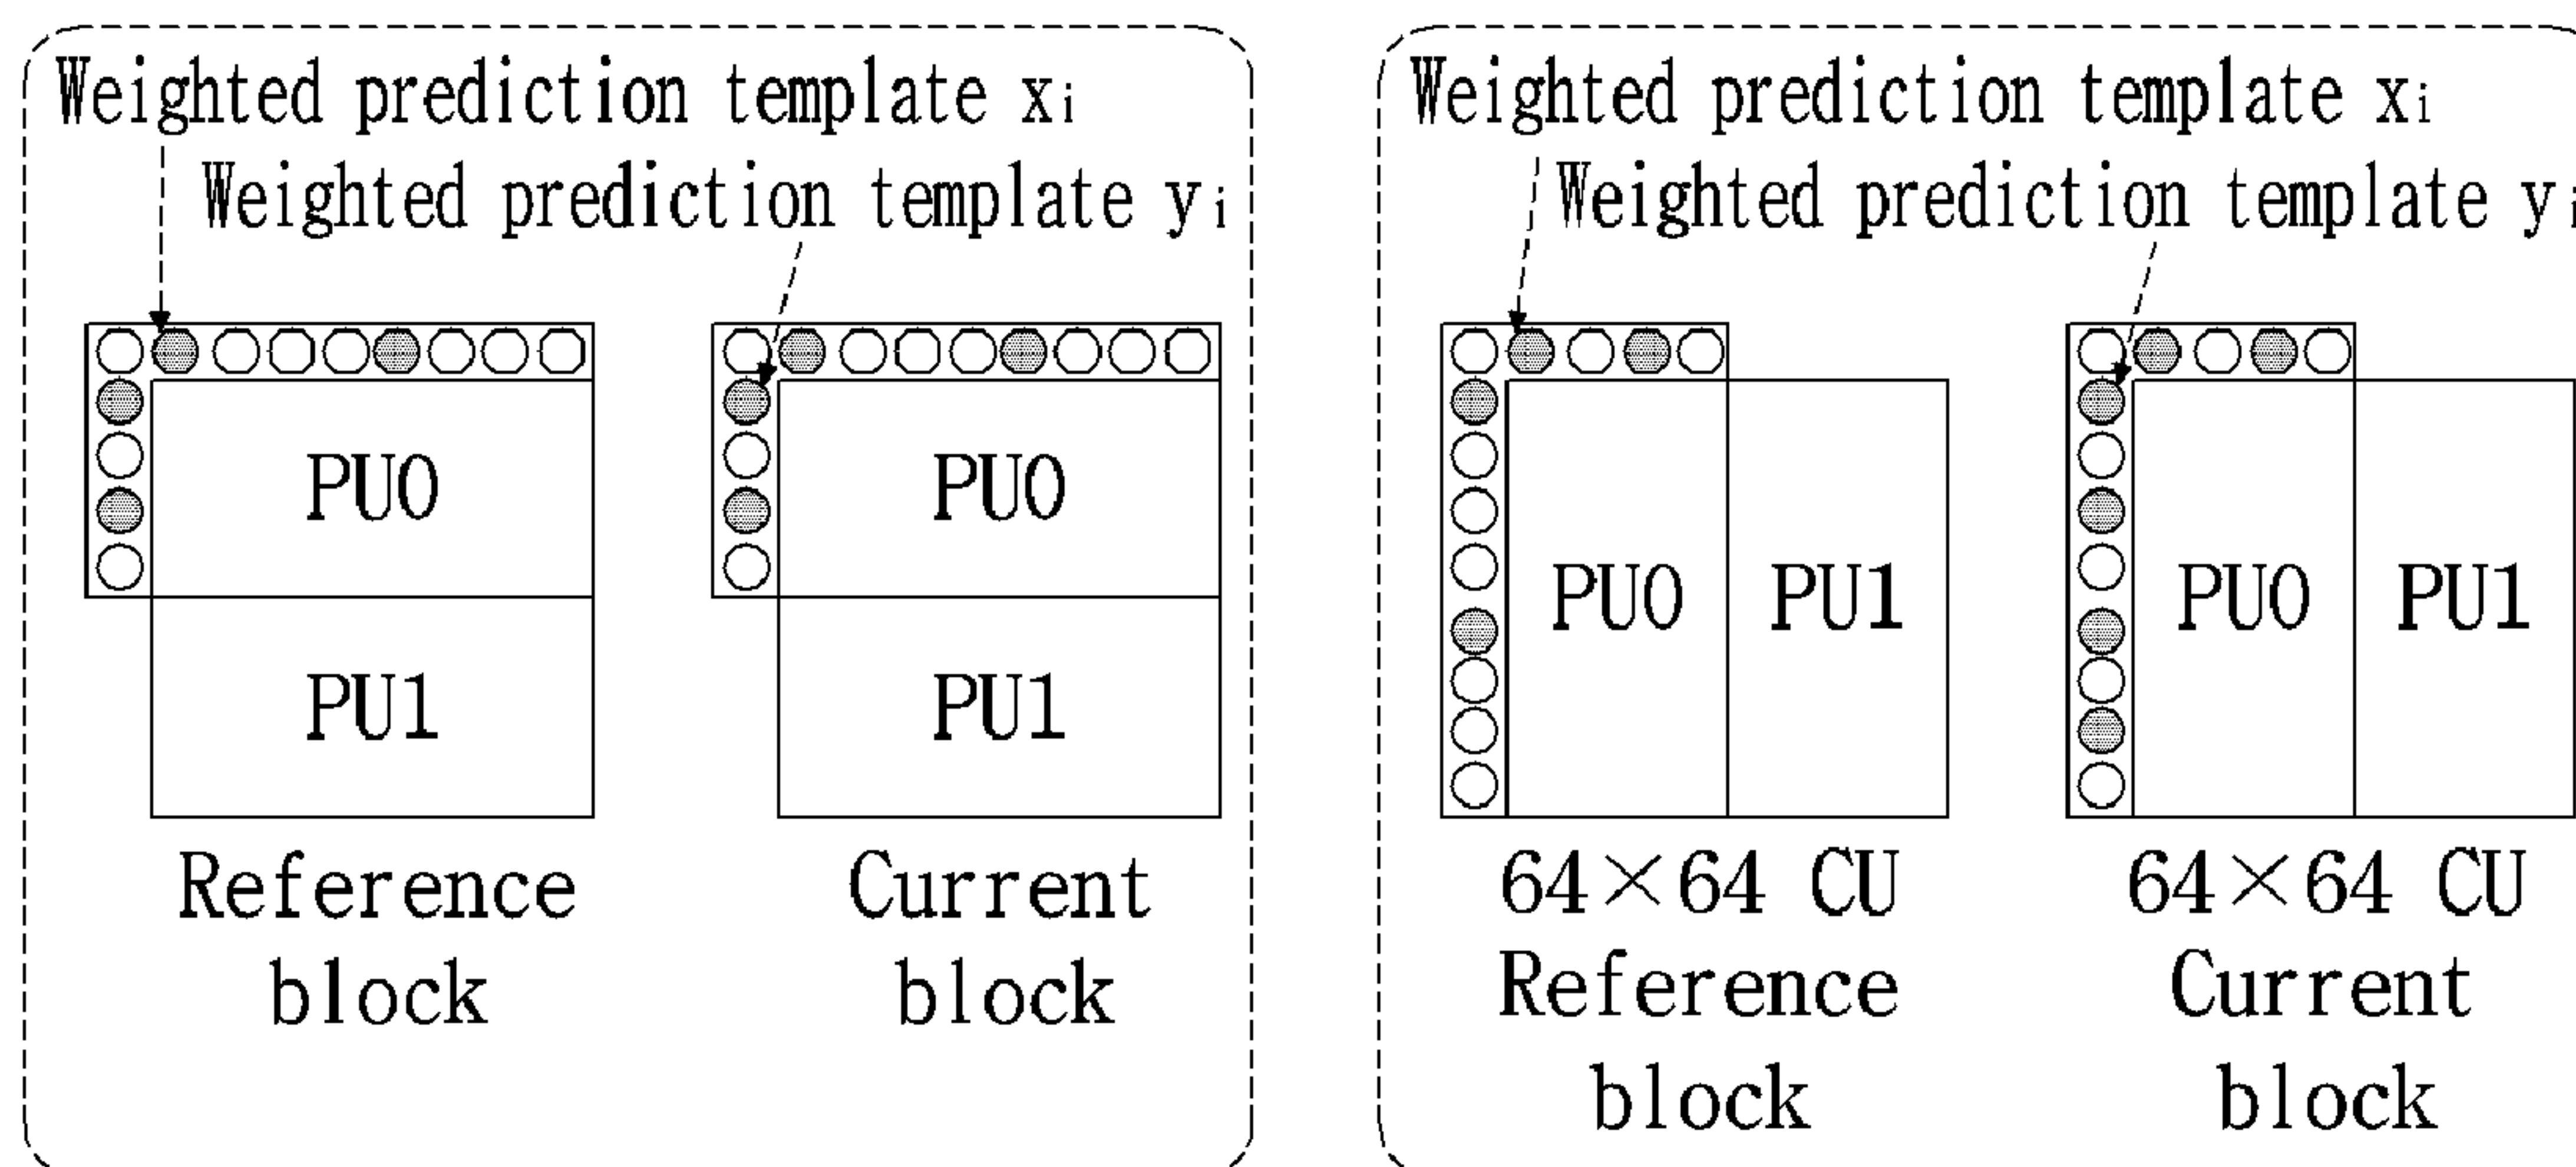 Weighted prediction template xi
Weighted prediction template yi
PU0
PU1
Reference
block
PU0
PU1
Current
block
Weighted prediction template xi
Weighted prediction template yi
PU0 PU1
64×64 CU
Reference
block
PU0 PU1
64×64 CU
Current
block